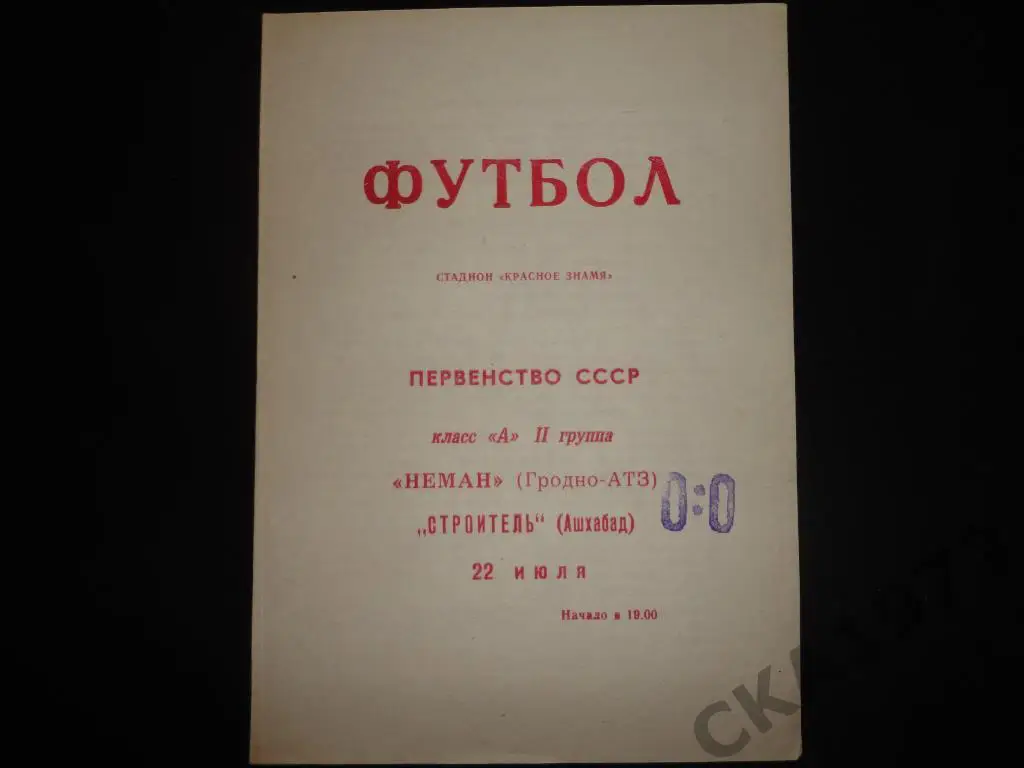 ФУТБОЛ
СТАДИОН «КРАСНОЕ ЗНАМЯ»
ПЕРВЕНСТВО СССР
класс «А» II группа
«НЕМАН» (Гродно-АТЗ)
„СТРОИТЕЛЬ“ (Ашхабад)
0:0
22 ИЮЛЯ
Начало в 19.00